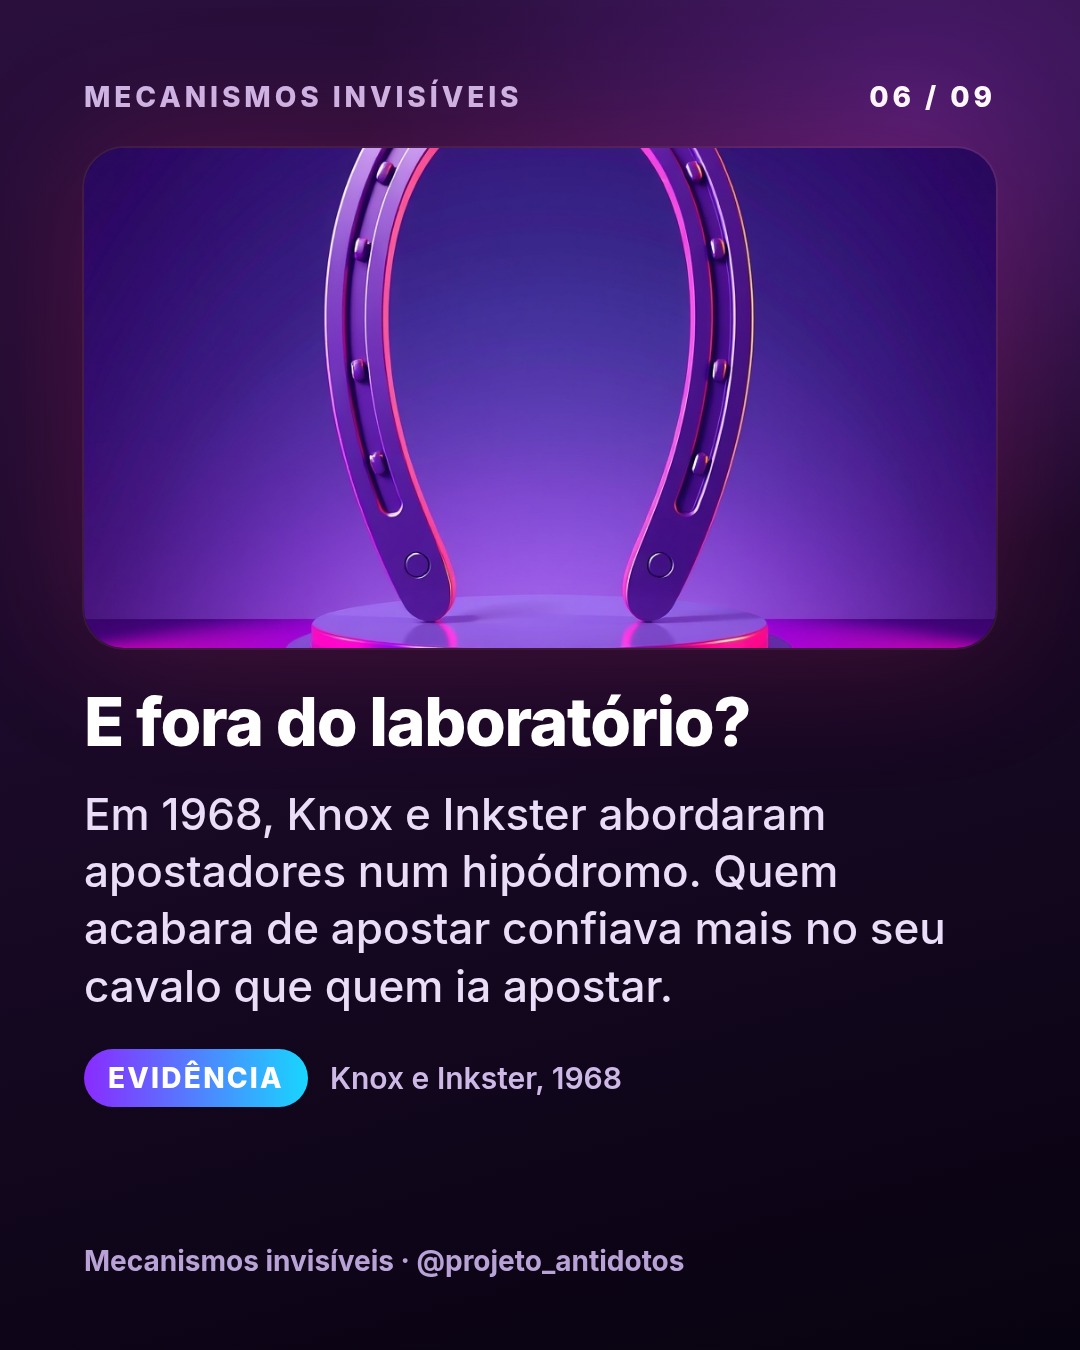 MECANISMOS INVISÍVEIS
06 / 09
E fora do laboratório?
Em 1968, Knox e Inkster abordaram
apostadores num hipódromo. Quem
acabara de apostar confiava mais no seu
cavalo que quem ia apostar.
EVIDÊNCIA
Knox e Inkster, 1968
Mecanismos invisíveis · @projeto_antidotos